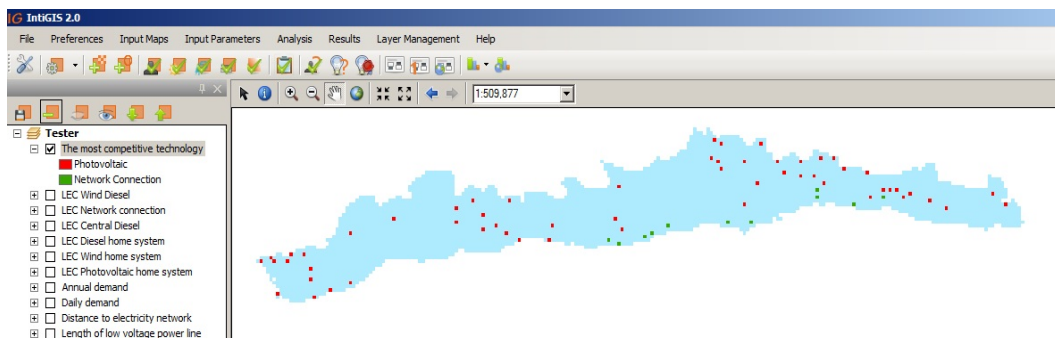 IntiGIS 2.0
File Preferences Input Maps Input Parameters Analysis Results Layer Management Help
1:509,877
Tester
The most competitive technology
Photovoltaic
Network Connection
LEC Wind Diesel
LEC Network connection
LEC Central Diesel
LEC Diesel home system
LEC Wind home system
LEC Photovoltaic home system
Annual demand
Daily demand
Distance to electricity network
Length of low voltage power line